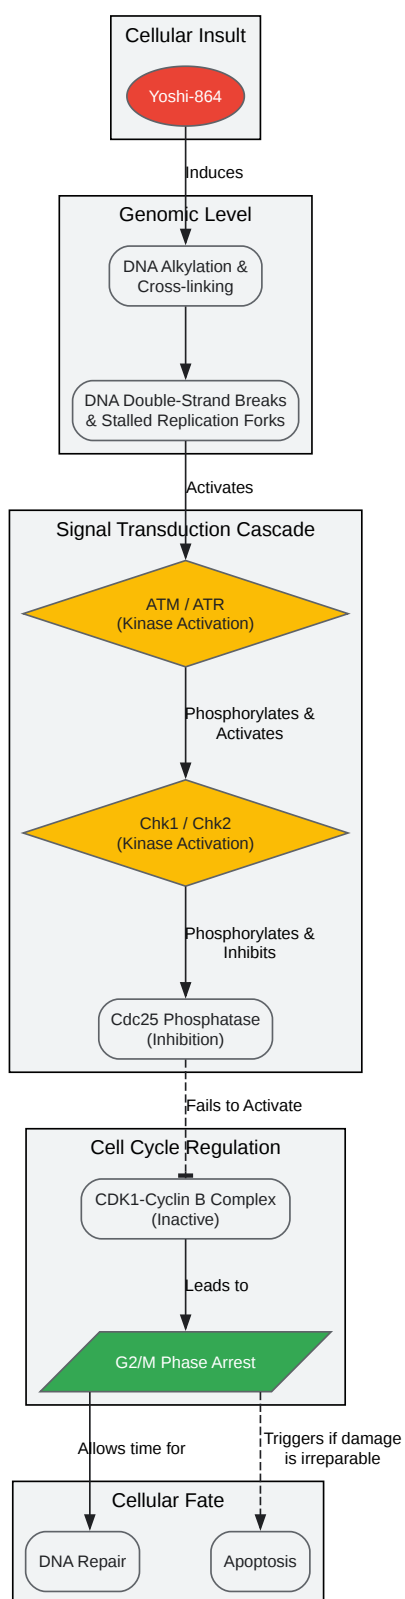 Cellular Insult
Yoshi-864
Induces
Genomic Level
DNA Alkylation &
Cross-linking
DNA Double-Strand Breaks
& Stalled Replication Forks
Activates
Signal Transduction Cascade
ATM / ATR
(Kinase Activation)
Phosphorylates &
Activates
Chk1 / Chk2
(Kinase Activation)
Phosphorylates &
Inhibits
Cdc25 Phosphatase
(Inhibition)
Fails to Activate
Cell Cycle Regulation
CDK1-Cyclin B Complex
(Inactive)
Leads to
G2/M Phase Arrest
Allows time for
Triggers if damage
is irreparable
Cellular Fate
DNA Repair
Apoptosis